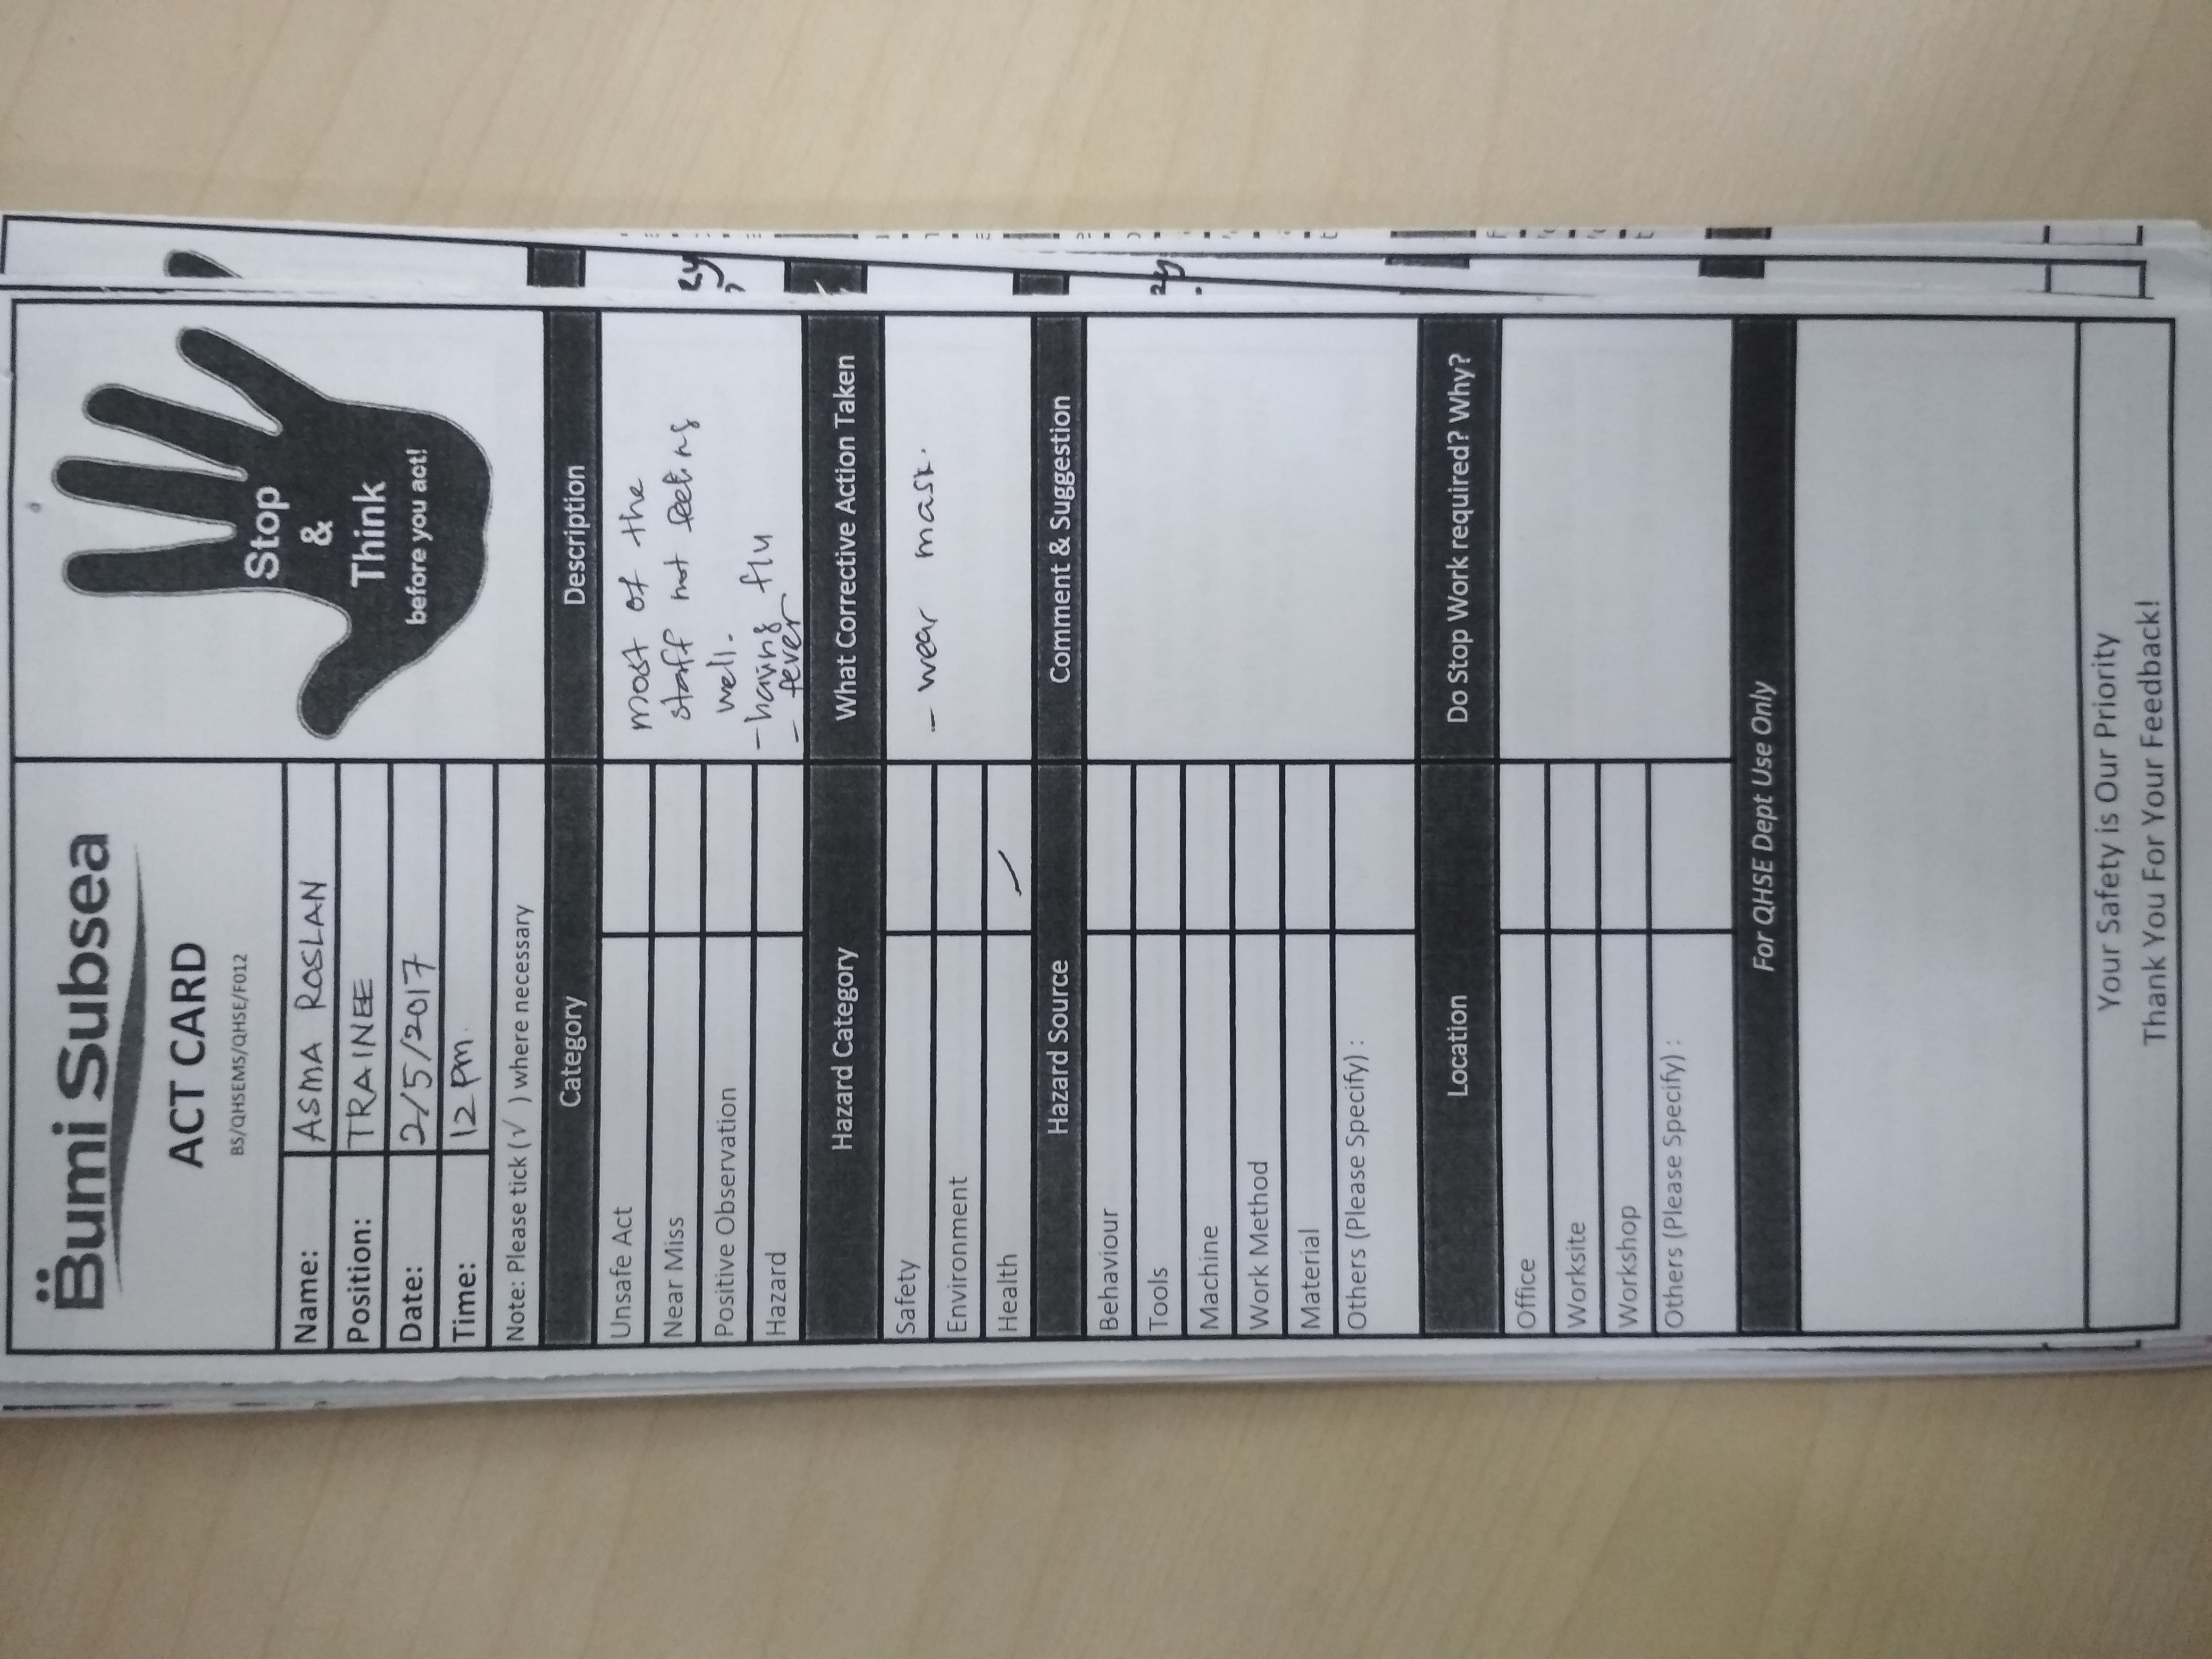 Bumi Subsea
ACT CARD
BS/QHSEMS/QHSE/F012
Stop
&
Think
before you act!
Name: ASMA ROSLAN
Position: TRAINEE
Date: 2/5/2017
Time: 12 pm.
Note: Please tick (√ ) where necessary
Category Description
Unsafe Act
Near Miss
Positive Observation
Hazard
most of the
staff not feeling
well.
- having flu
- fever
Hazard Category What Corrective Action Taken
Safety
Environment
Health ✓
- wear mask.
Hazard Source Comment & Suggestion
Behaviour
Tools
Machine
Work Method
Material
Others (Please Specify) :
Location Do Stop Work required? Why?
Office
Worksite
Workshop
Others (Please Specify) :
For QHSE Dept Use Only
Your Safety is Our Priority
Thank You For Your Feedback!